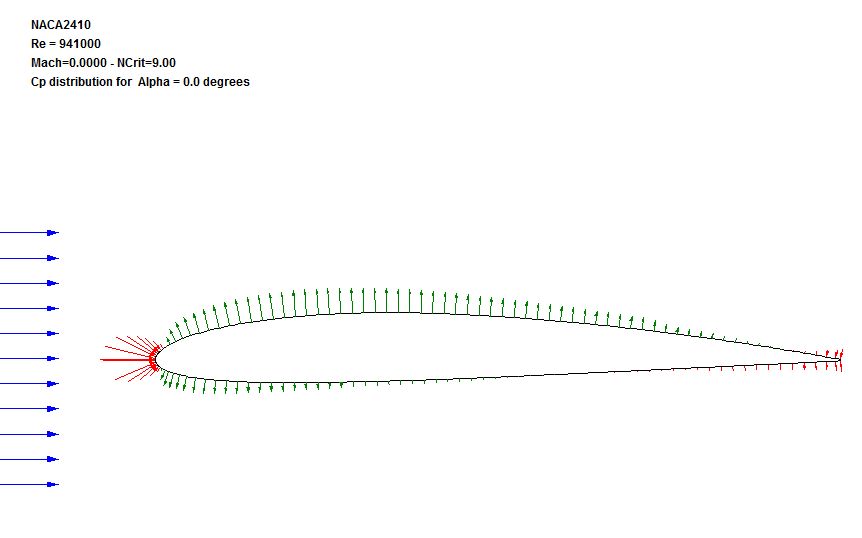 NACA2410
Re = 941000
Mach=0.0000 - NCrit=9.00
Cp distribution for  Alpha = 0.0 degrees